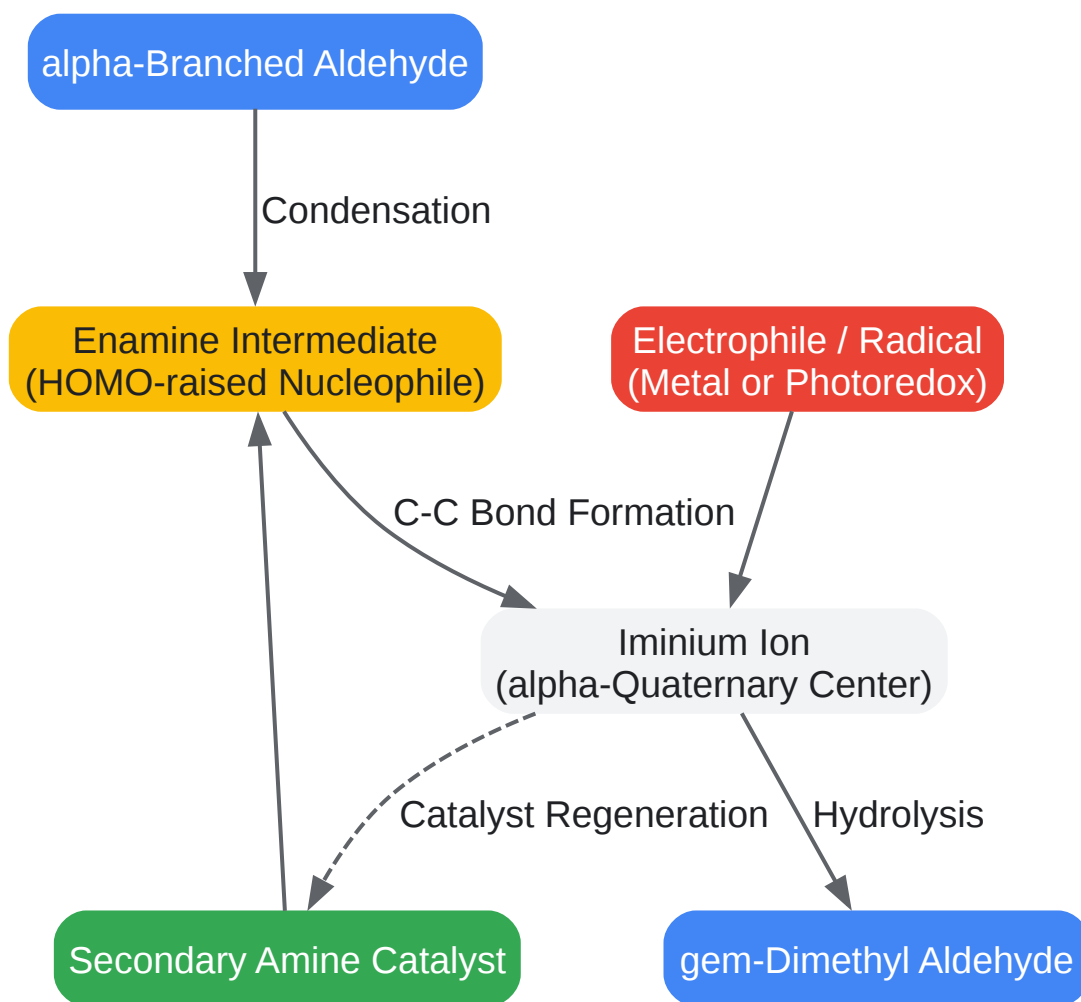 alpha-Branched Aldehyde
Condensation
Enamine Intermediate
(HOMO-raised Nucleophile)
Electrophile / Radical
(Metal or Photoredox)
C-C Bond Formation
Iminium Ion
(alpha-Quaternary Center)
Catalyst Regeneration
Hydrolysis
Secondary Amine Catalyst
gem-Dimethyl Aldehyde